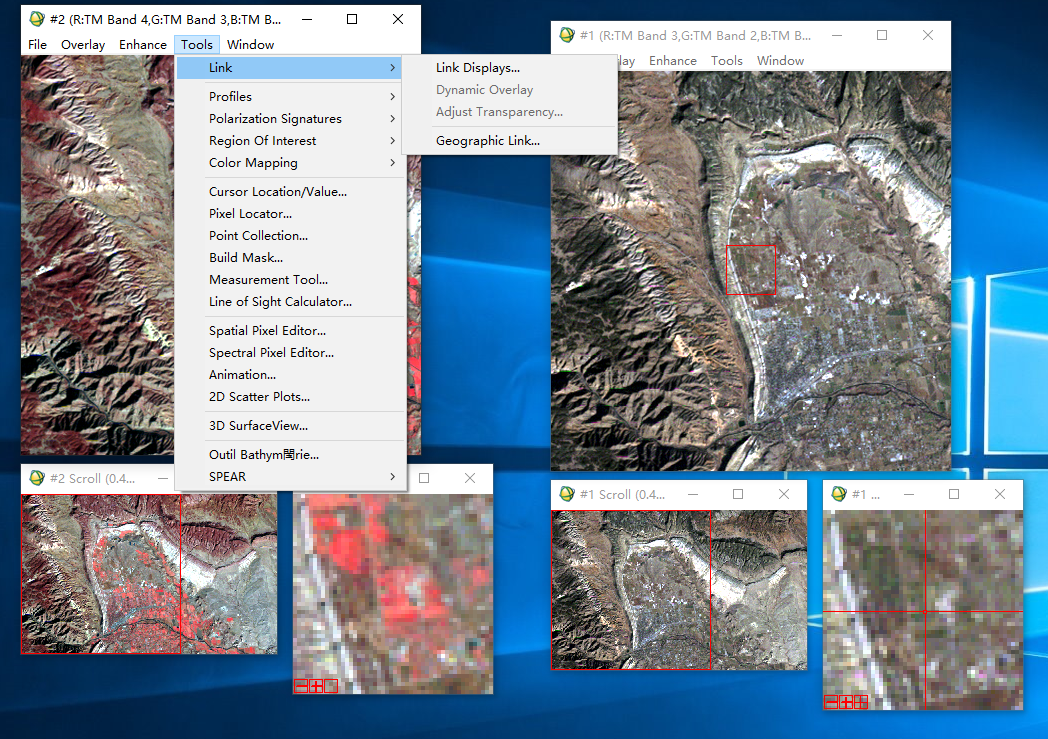 #2 (R:TM Band 4,G:TM Band 3,B:TM B...
File Overlay Enhance Tools Window
Link
Profiles
Polarization Signatures
Region Of Interest
Color Mapping
Cursor Location/Value...
Pixel Locator...
Point Collection...
Build Mask...
Measurement Tool...
Line of Sight Calculator...
Spatial Pixel Editor...
Spectral Pixel Editor...
Animation...
2D Scatter Plots...
3D SurfaceView...
Outil Bathym閞rie...
SPEAR
Link Displays...
Dynamic Overlay
Adjust Transparency...
Geographic Link...
#1 (R:TM Band 3,G:TM Band 2,B:TM B...
lay Enhance Tools Window
#2 Scroll (0.4...
#1 Scroll (0.4...
#1 ...